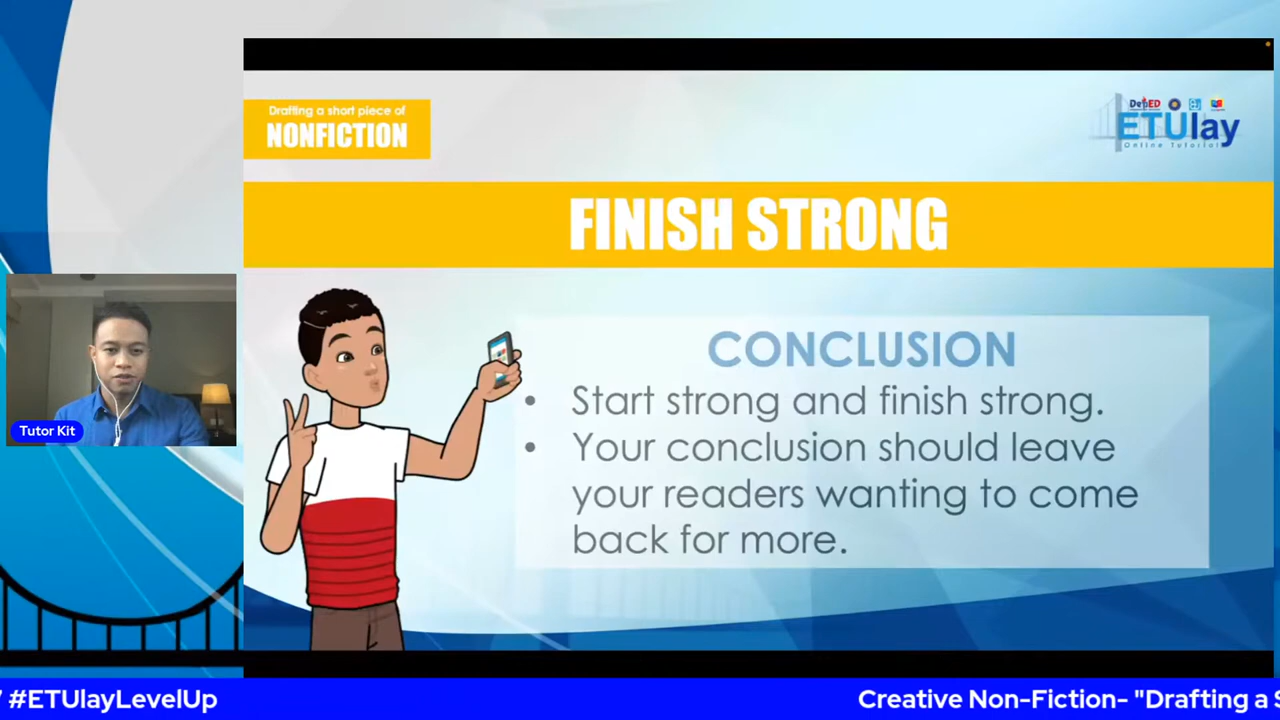 Drafting a short piece of
NONFICTION
DepED
ETUlay
Online Tutorial
FINISH STRONG
CONCLUSION
• Start strong and finish strong.
• Your conclusion should leave
your readers wanting to come
back for more.
Tutor Kit
#ETUlayLevelUp
Creative Non-Fiction- "Drafting a